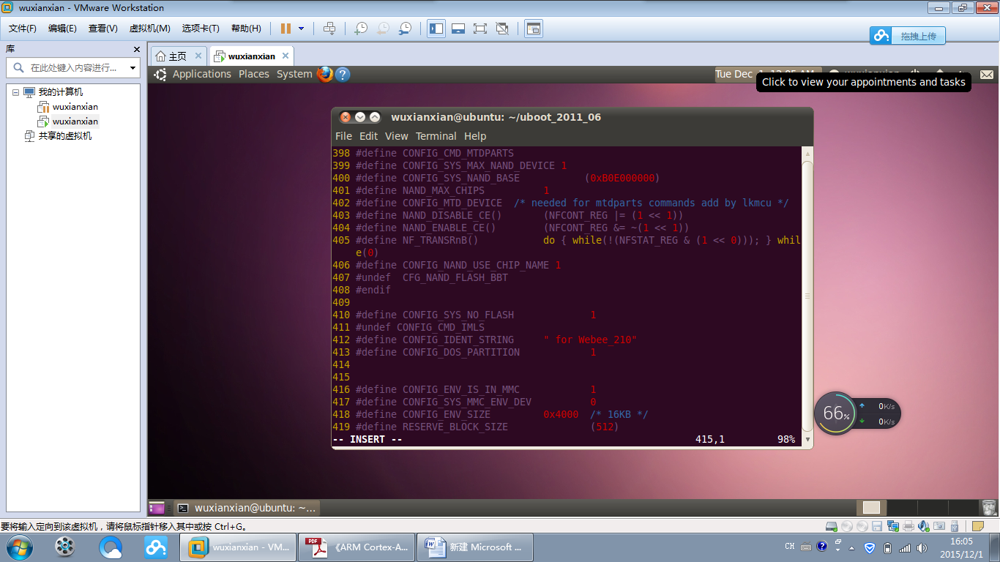 wuxianxian - VMware Workstation
文件(F) 编辑(E) 查看(V) 虚拟机(M) 选项卡(T) 帮助(H)
拖拽上传
库
在此处键入内容进行...
我的计算机
wuxianxian
wuxianxian
共享的虚拟机
主页
wuxianxian
Applications Places System
Tue Dec
Click to view your appointments and tasks
wuxianxian@ubuntu: ~/uboot_2011_06
File Edit View Terminal Help
398 #define CONFIG_CMD_MTDPARTS
399 #define CONFIG_SYS_MAX_NAND_DEVICE 1
400 #define CONFIG_SYS_NAND_BASE (0xB0E000000)
401 #define NAND_MAX_CHIPS 1
402 #define CONFIG_MTD_DEVICE /* needed for mtdparts commands add by lkmcu */
403 #define NAND_DISABLE_CE() (NFCONT_REG |= (1 << 1))
404 #define NAND_ENABLE_CE() (NFCONT_REG &= ~(1 << 1))
405 #define NF_TRANSRnB() do { while(!(NFSTAT_REG & (1 << 0))); } whil
e(0)
406 #define CONFIG_NAND_USE_CHIP_NAME 1
407 #undef CFG_NAND_FLASH_BBT
408 #endif
409
410 #define CONFIG_SYS_NO_FLASH 1
411 #undef CONFIG_CMD_IMLS
412 #define CONFIG_IDENT_STRING " for Webee_210"
413 #define CONFIG_DOS_PARTITION 1
414
415
416 #define CONFIG_ENV_IS_IN_MMC 1
417 #define CONFIG_SYS_MMC_ENV_DEV 0
418 #define CONFIG_ENV_SIZE 0x4000 /* 16KB */
419 #define RESERVE_BLOCK_SIZE (512)
-- INSERT -- 415,1 98%
66%
0K/s
0K/s
wuxianxian@ubuntu: ~...
要将输入定向到该虚拟机，请将鼠标指针移入其中或按 Ctrl+G。
wuxianxian - VM...
《ARM Cortex-A...
新建 Microsoft ...
CH
16:05
2015/12/1